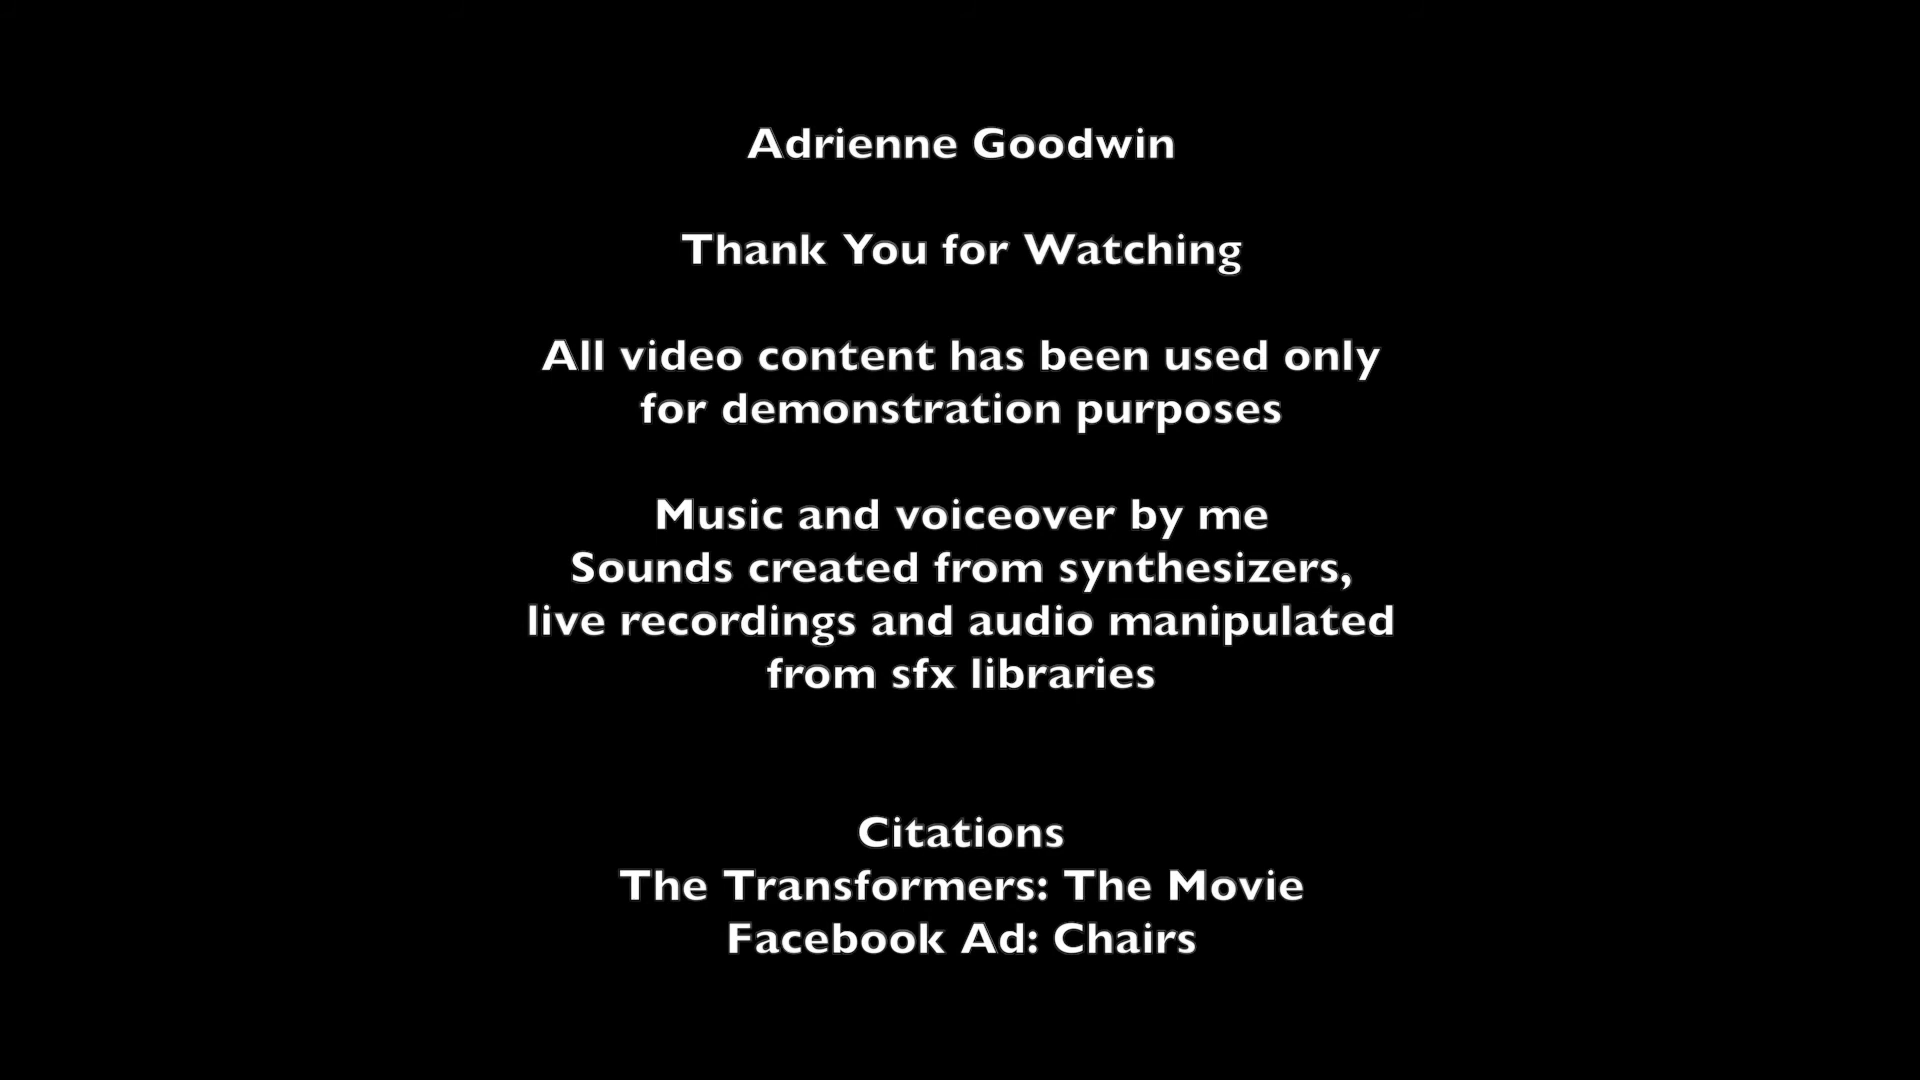 Adrienne Goodwin
Thank You for Watching
All video content has been used only
for demonstration purposes
Music and voiceover by me
Sounds created from synthesizers,
live recordings and audio manipulated
from sfx libraries
Citations
The Transformers: The Movie
Facebook Ad: Chairs